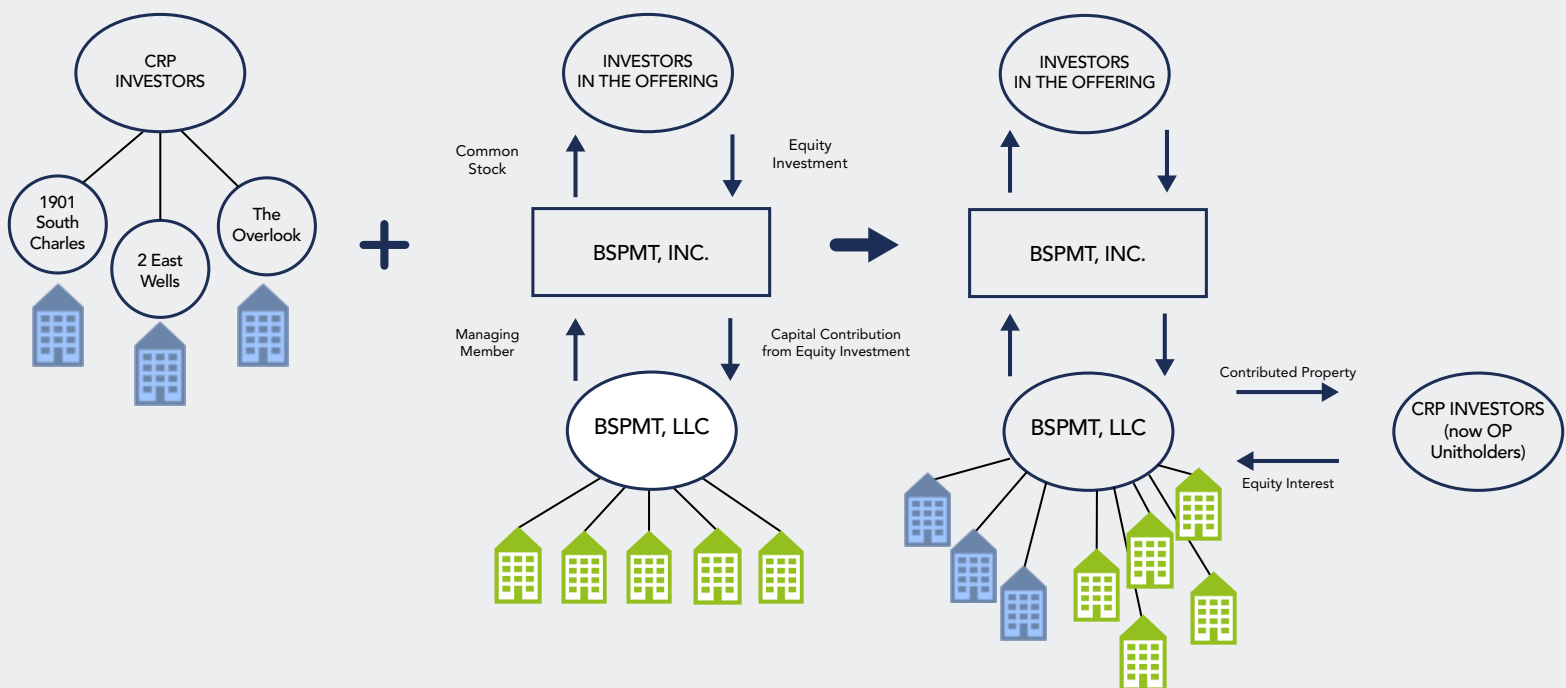 CRP
INVESTORS
1901
South
Charles
2 East
Wells
The
Overlook
INVESTORS
IN THE OFFERING
Common
Stock
Equity
Investment
BSPMT, INC.
Managing
Member
Capital Contribution
from Equity Investment
BSPMT, LLC
INVESTORS
IN THE OFFERING
BSPMT, INC.
BSPMT, LLC
Contributed Property
Equity Interest
CRP INVESTORS
(now OP
Unitholders)